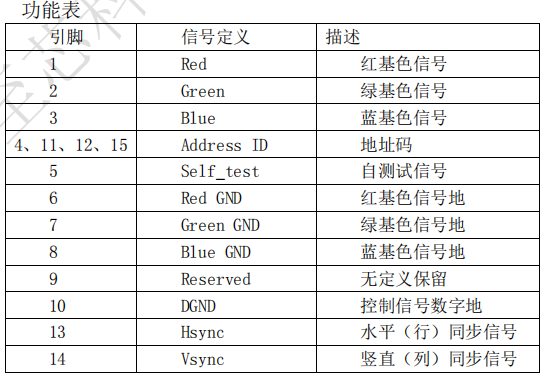 功能表
引脚 信号定义 描述
1 Red 红基色信号
2 Green 绿基色信号
3 Blue 蓝基色信号
4、11、12、15 Address ID 地址码
5 Self_test 自测试信号
6 Red GND 红基色信号地
7 Green GND 绿基色信号地
8 Blue GND 蓝基色信号地
9 Reserved 无定义保留
10 DGND 控制信号数字地
13 Hsync 水平（行）同步信号
14 Vsync 竖直（列）同步信号
至芯科